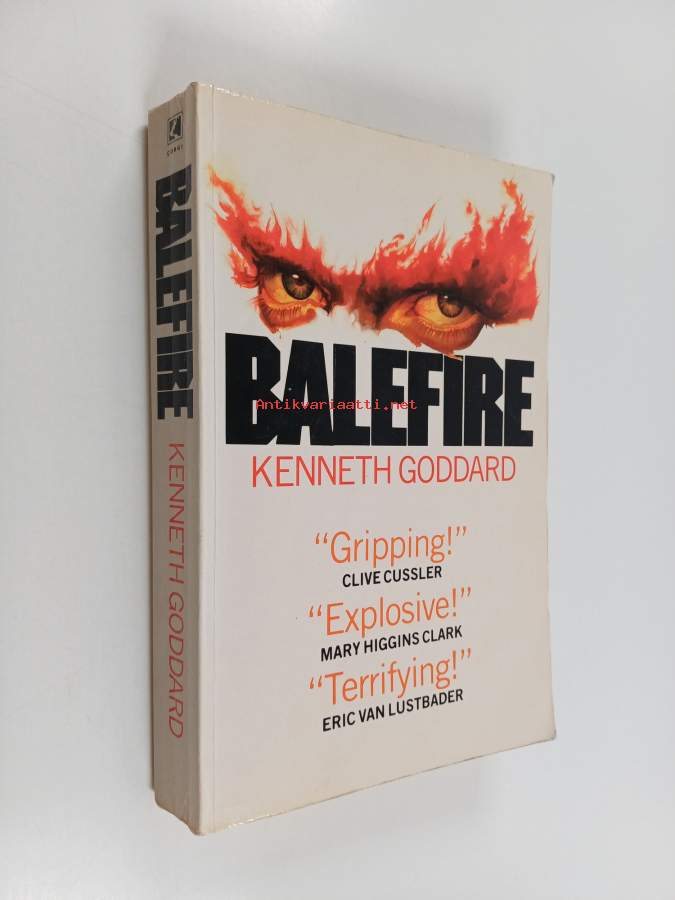 CORGI
BALEFIRE
KENNETH GODDARD
BALEFIRE
Antikvariaatti.net
KENNETH GODDARD
“Gripping!”
CLIVE CUSSLER
“Explosive!”
MARY HIGGINS CLARK
“Terrifying!”
ERIC VAN LUSTBADER